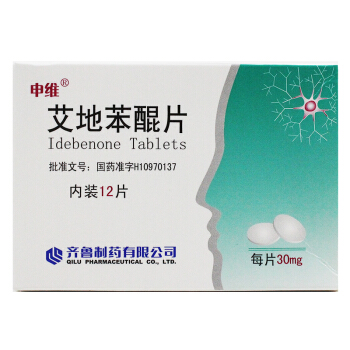 申维®
艾地苯醌片
Idebenone Tablets
批准文号：国药准字H10970137
内装12片
齐鲁制药有限公司
QILU PHARMACEUTICAL CO., LTD.
每片30mg